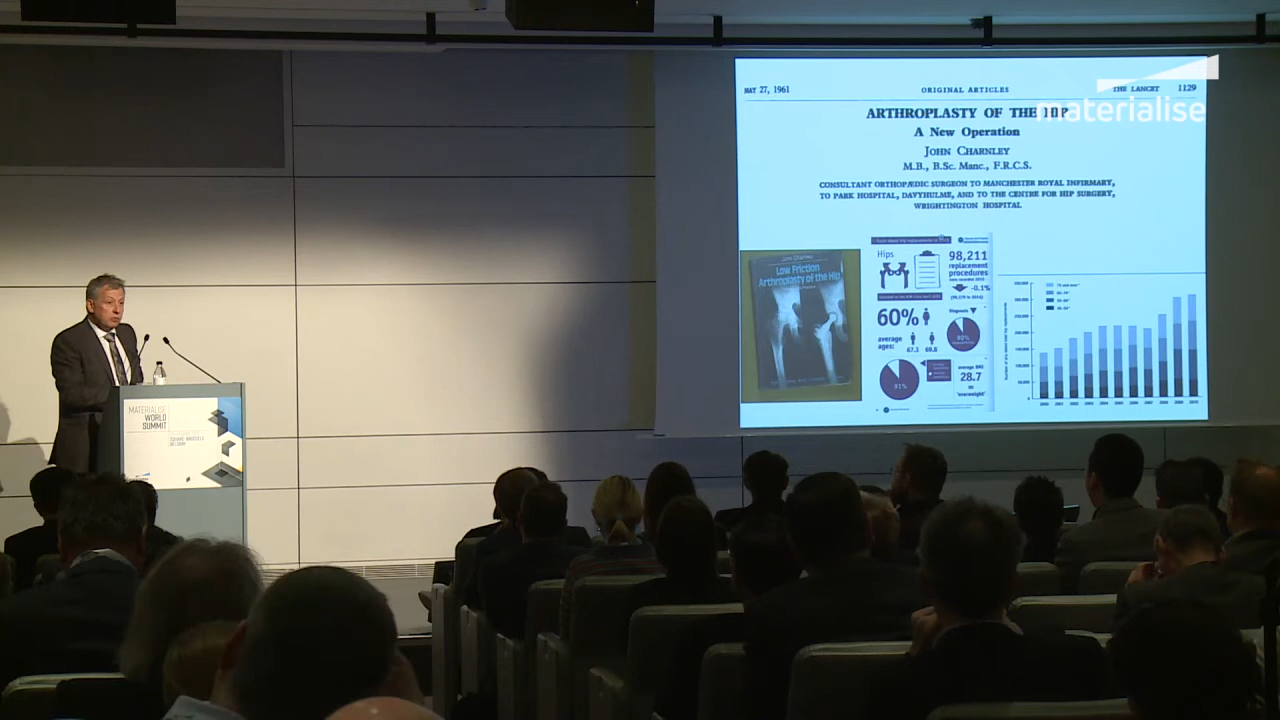 MAY 27, 1961
ORIGINAL ARTICLES
THE LANCET
1129
materialise
ARTHROPLASTY OF THE HIP
A New Operation
JOHN CHARNLEY
M.B., B.Sc. Manc., F.R.C.S.
CONSULTANT ORTHOPÆDIC SURGEON TO MANCHESTER ROYAL INFIRMARY,
TO PARK HOSPITAL, DAVYHULME, AND TO THE CENTRE FOR HIP SURGERY,
WRIGHTINGTON HOSPITAL
John Charnley
Low Friction
Arthroplasty of the Hip
Hips
98,211
replacement
procedures
-0.1%
60%
average
ages:
67.3
69.8
Diagnosis
90%
91%
average BMI
28.7
"overweight"
MATERIALISE
WORLD
SUMMIT